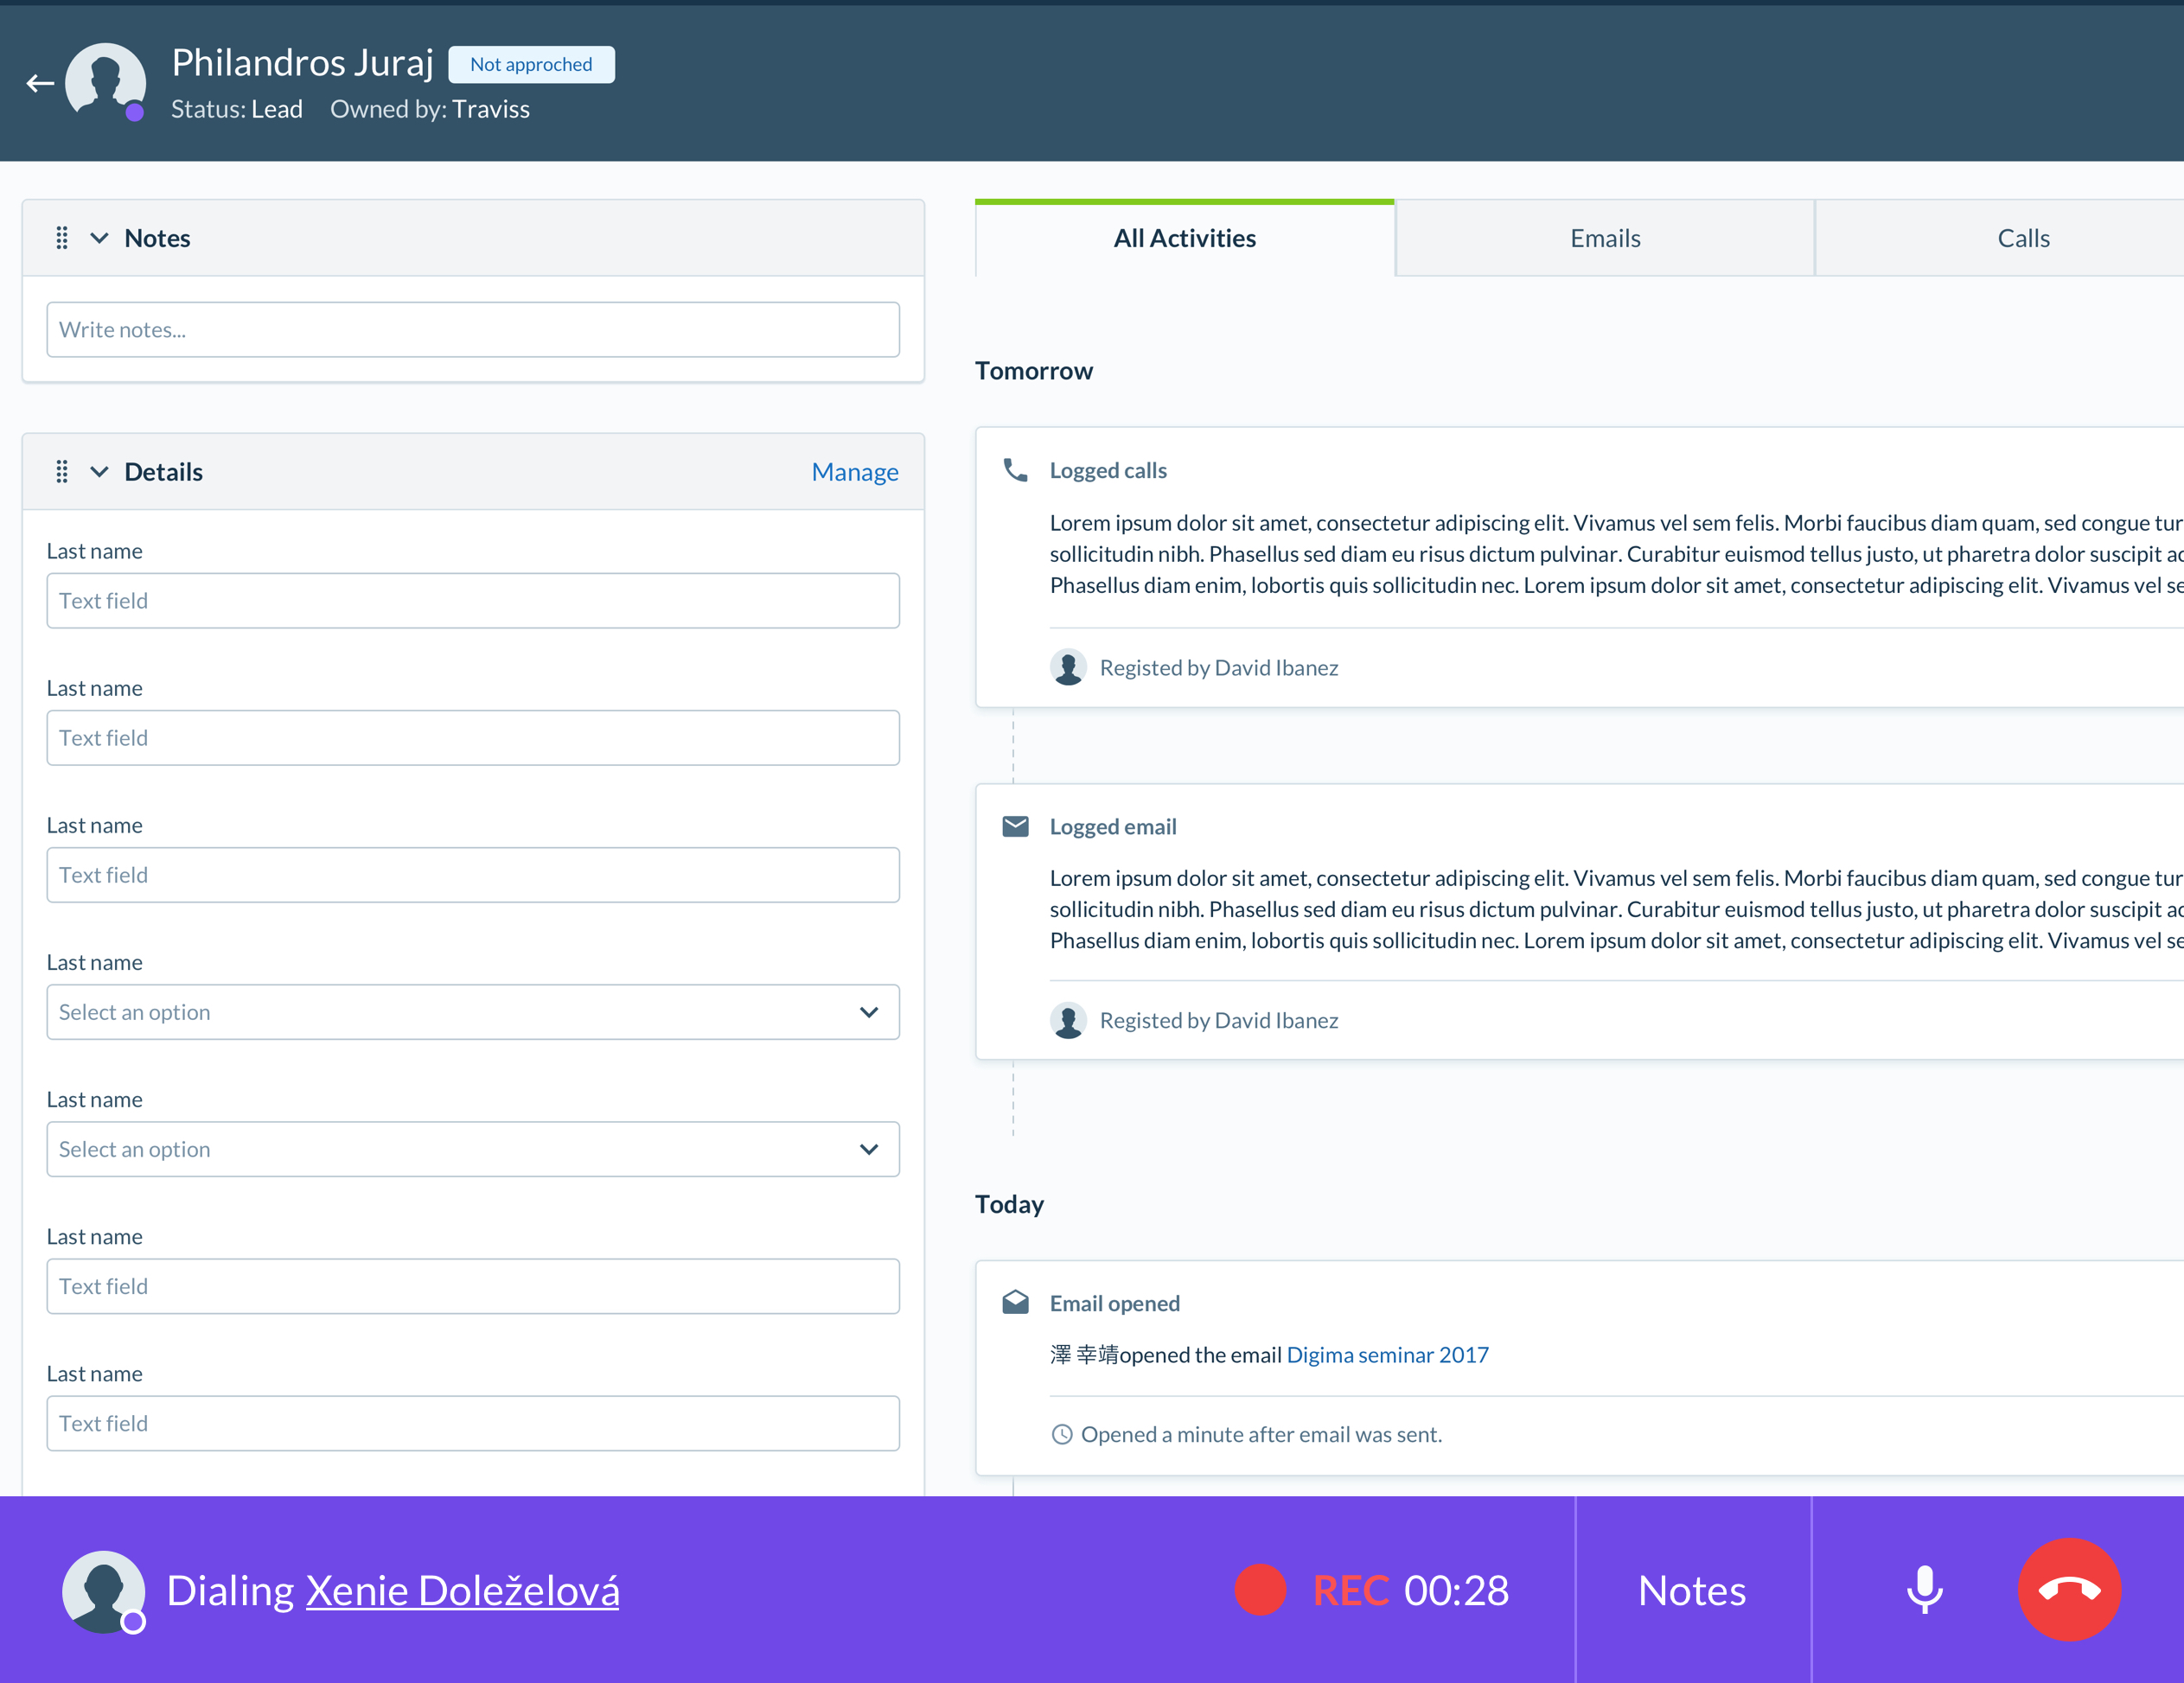 Philandros Juraj
Not approched
Status: Lead
Owned by: Traviss
Notes
Write notes...
Details
Manage
Last name
Text field
Last name
Text field
Last name
Text field
Last name
Select an option
Last name
Select an option
Last name
Text field
Last name
Text field
All Activities
Emails
Calls
Tomorrow
Logged calls
Lorem ipsum dolor sit amet, consectetur adipiscing elit. Vivamus vel sem felis. Morbi faucibus diam quam, sed congue
sollicitudin nibh. Phasellus sed diam eu risus dictum pulvinar. Curabitur euismod tellus justo, ut pharetra dolor suscipit
Phasellus diam enim, lobortis quis sollicitudin nec. Lorem ipsum dolor sit amet, consectetur adipiscing elit. Vivamus vel
Registed by David Ibanez
Logged email
Lorem ipsum dolor sit amet, consectetur adipiscing elit. Vivamus vel sem felis. Morbi faucibus diam quam, sed congue
sollicitudin nibh. Phasellus sed diam eu risus dictum pulvinar. Curabitur euismod tellus justo, ut pharetra dolor suscipit
Phasellus diam enim, lobortis quis sollicitudin nec. Lorem ipsum dolor sit amet, consectetur adipiscing elit. Vivamus vel
Registed by David Ibanez
Today
Email opened
澤 幸靖opened the email Digima seminar 2017
Opened a minute after email was sent.
Dialing Xenie Doleželová
REC 00:28
Notes